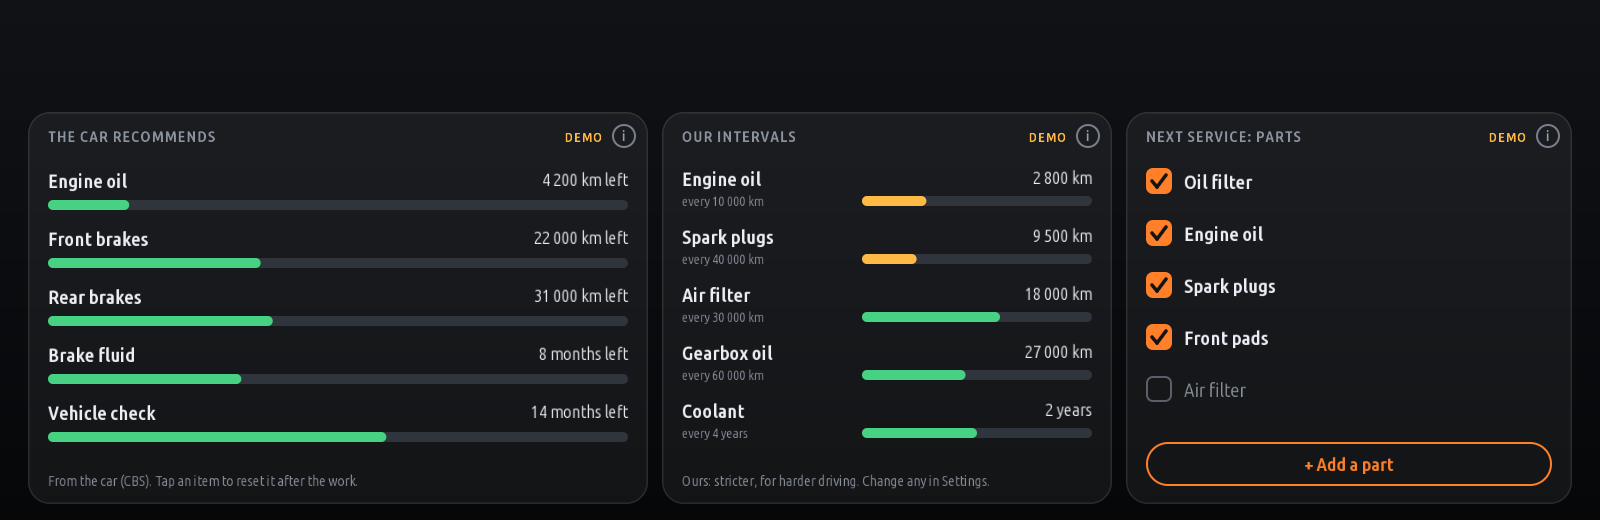 THE CAR RECOMMENDS DEMO i
Engine oil 4 200 km left
Front brakes 22 000 km left
Rear brakes 31 000 km left
Brake fluid 8 months left
Vehicle check 14 months left
From the car (CBS). Tap an item to reset it after the work.
OUR INTERVALS DEMO i
Engine oil 2 800 km
every 10 000 km
Spark plugs 9 500 km
every 40 000 km
Air filter 18 000 km
every 30 000 km
Gearbox oil 27 000 km
every 60 000 km
Coolant 2 years
every 4 years
Ours: stricter, for harder driving. Change any in Settings.
NEXT SERVICE: PARTS DEMO i
Oil filter
Engine oil
Spark plugs
Front pads
Air filter
+ Add a part